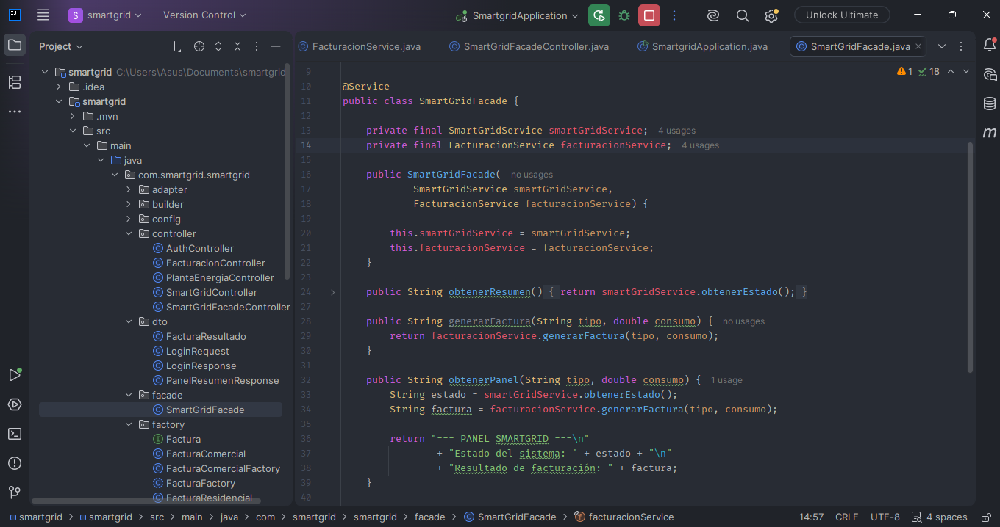 S smartgrid Version Control SmartgridApplication Unlock Ultimate
Project
FacturacionService.java SmartGridFacadeController.java SmartgridApplication.java SmartGridFacade.java
smartgrid C:\Users\Asus\Documents\smartgrid
.idea
smartgrid
.mvn
src
main
java
com.smartgrid.smartgrid
adapter
builder
config
controller
AuthController
FacturacionController
PlantaEnergiaController
SmartGridController
SmartGridFacadeController
dto
FacturaResultado
LoginRequest
LoginResponse
PanelResumenResponse
facade
SmartGridFacade
factory
Factura
FacturaComercial
FacturaComercialFactory
FacturaFactory
FacturaResidencial
1 18
9
10 @Service
11 public class SmartGridFacade {
12
13 private final SmartGridService smartGridService; 4 usages
14 private final FacturacionService facturacionService; 4 usages
15
16 public SmartGridFacade( no usages
17 SmartGridService smartGridService,
18 FacturacionService facturacionService) {
19
20 this.smartGridService = smartGridService;
21 this.facturacionService = facturacionService;
22 }
23
24 public String obtenerResumen() { return smartGridService.obtenerEstado(); }
27
28 public String generarFactura(String tipo, double consumo) { no usages
29 return facturacionService.generarFactura(tipo, consumo);
30 }
31
32 public String obtenerPanel(String tipo, double consumo) { 1 usage
33 String estado = smartGridService.obtenerEstado();
34 String factura = facturacionService.generarFactura(tipo, consumo);
35
36 return "=== PANEL SMARTGRID ===\n"
37 + "Estado del sistema: " + estado + "\n"
38 + "Resultado de facturación: " + factura;
39 }
40
smartgrid > smartgrid > src > main > java > com > smartgrid > smartgrid > facade > SmartGridFacade > facturacionService 14:57 CRLF UTF-8 4 spaces